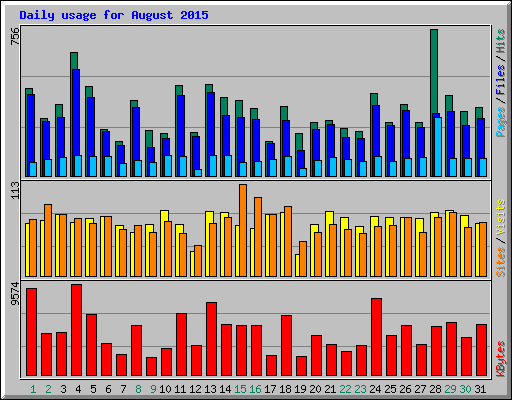 Daily usage for August 2015
756
Pages / Files / Hits
113
Sites / Visits
9574
KBytes
1 2 3 4 5 6 7 8 9 10 11 12 13 14 15 16 17 18 19 20 21 22 23 24 25 26 27 28 29 30 31